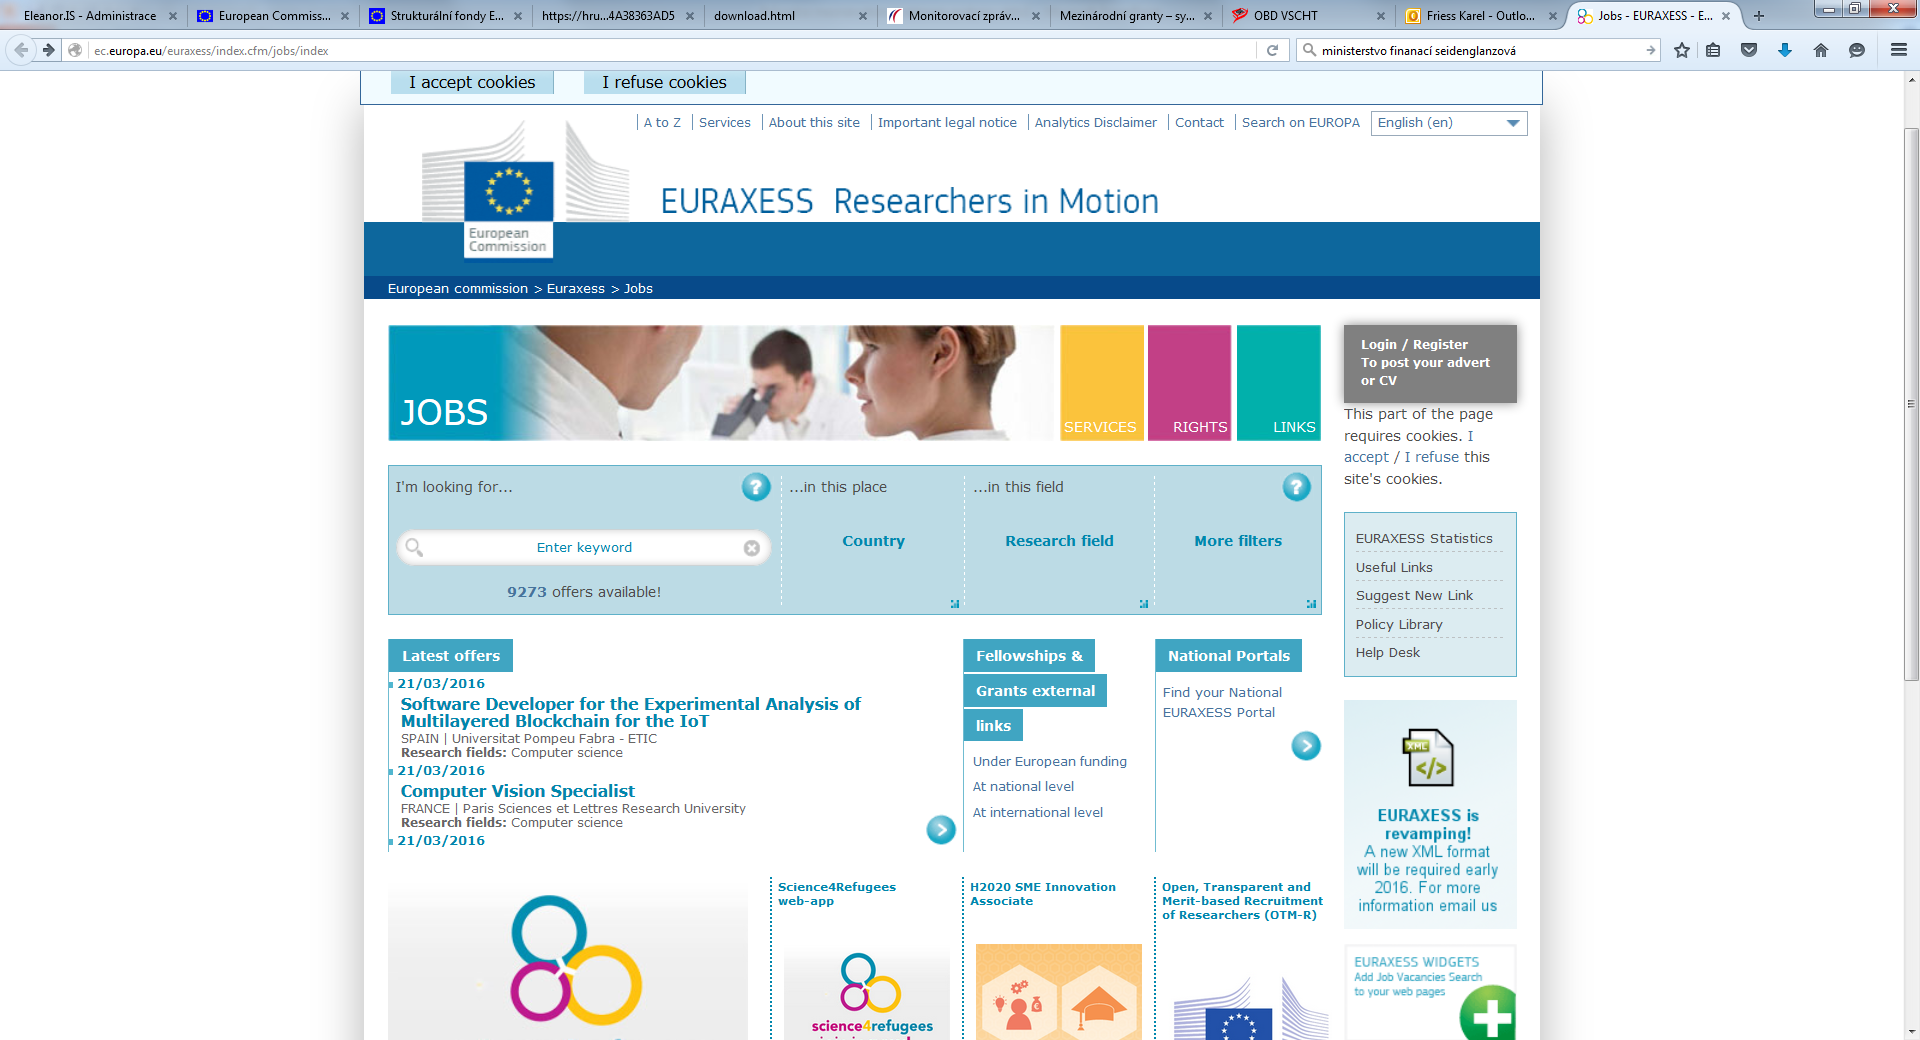 Eleanor.IS - Administrace
European Commiss...
Strukturální fondy E...
https://hru...4A38363AD5
download.html
Monitorovací zpráv...
Mezinárodní granty – sy...
OBD VSCHT
Friess Karel - Outlo...
Jobs - EURAXESS - E...
ec.europa.eu/euraxess/index.cfm/jobs/index
ministerstvo finanací seidenglanzová
I accept cookies
I refuse cookies
A to Z
Services
About this site
Important legal notice
Analytics Disclaimer
Contact
Search on EUROPA
English (en)
EURAXESS Researchers in Motion
European
Commission
European commission > Euraxess > Jobs
JOBS
SERVICES
RIGHTS
LINKS
Login / Register
To post your advert
or CV
This part of the page
requires cookies. I
accept / I refuse this
site's cookies.
I'm looking for...
?
...in this place
...in this field
?
Enter keyword
Country
Research field
More filters
9273 offers available!
EURAXESS Statistics
Useful Links
Suggest New Link
Policy Library
Help Desk
Latest offers
21/03/2016
Software Developer for the Experimental Analysis of
Multilayered Blockchain for the IoT
SPAIN | Universitat Pompeu Fabra - ETIC
Research fields: Computer science
21/03/2016
Computer Vision Specialist
FRANCE | Paris Sciences et Lettres Research University
Research fields: Computer science
21/03/2016
Fellowships &
Grants external
links
Under European funding
At national level
At international level
National Portals
Find your National
EURAXESS Portal
XML
</>
EURAXESS is
revamping!
A new XML format
will be required early
2016. For more
information email us
Science4Refugees
web-app
science4refugees
H2020 SME Innovation
Associate
Open, Transparent and
Merit-based Recruitment
of Researchers (OTM-R)
EURAXESS WIDGETS
Add Job Vacancies Search
to your web pages